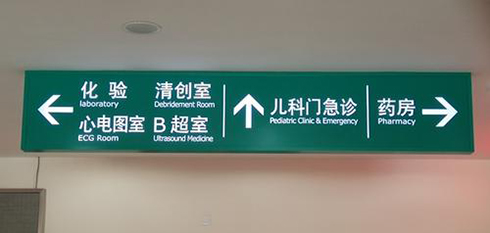 化验 清创室
laboratory Debridement Room
心电图室 B超室
ECG Room Ultrasound Medicine
儿科门急诊
Pediatric Clinic & Emergency
药房
Pharmacy